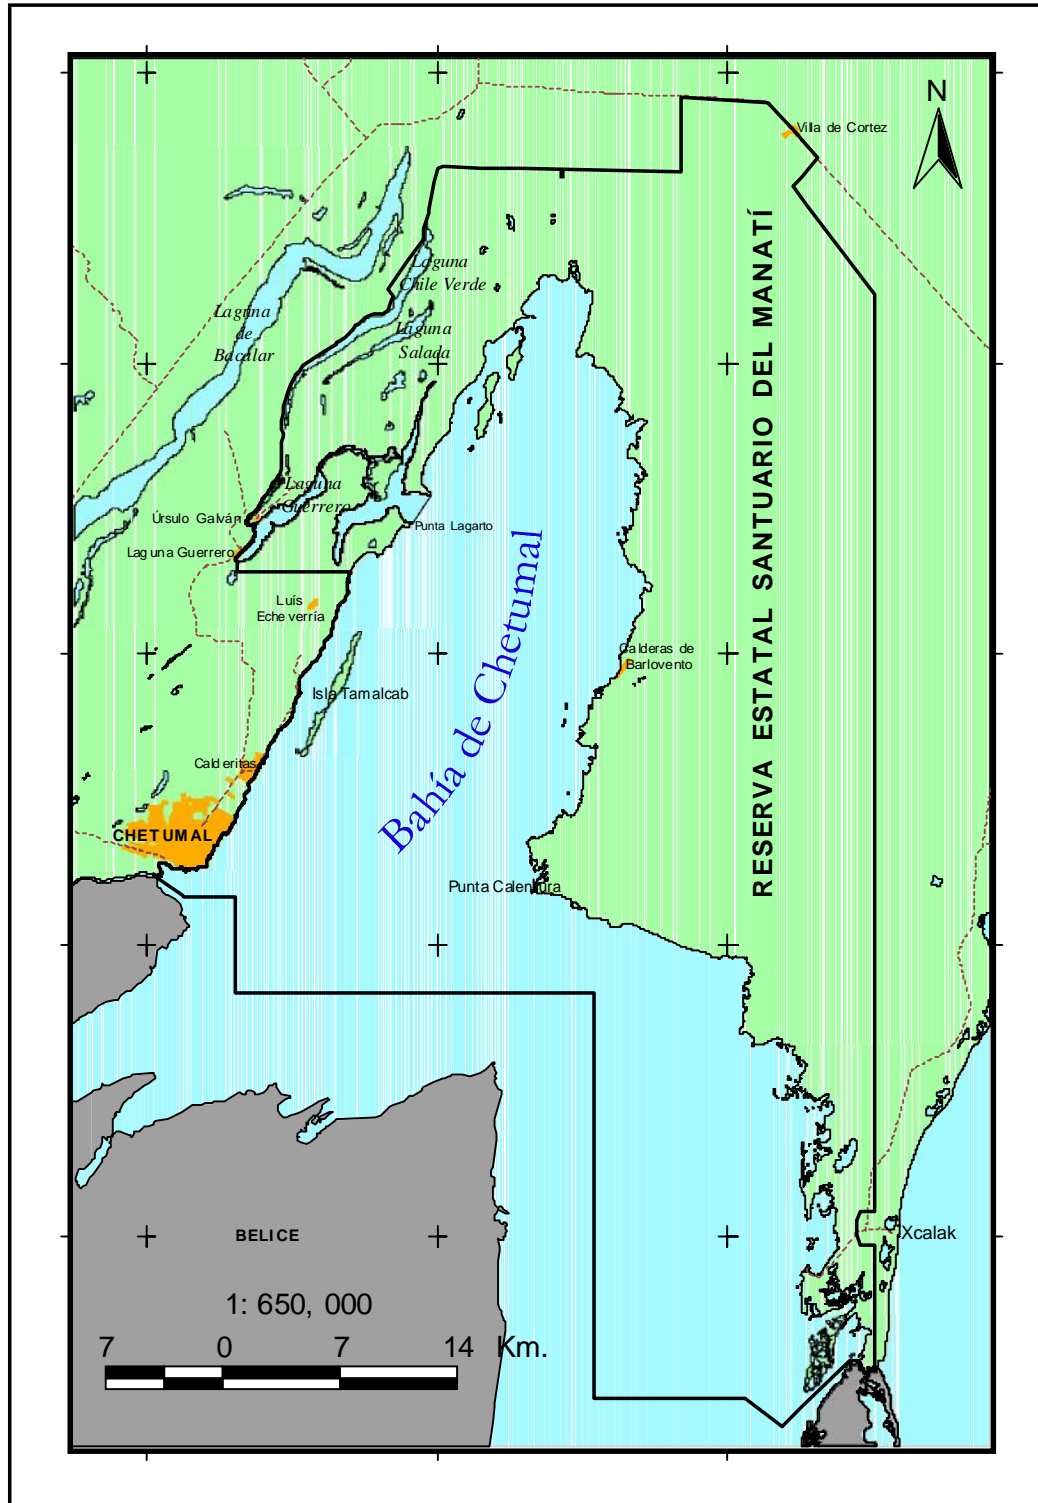 N
Villa de Cortez
Laguna
Chile Verde
Laguna
de
Bacalar
Laguna
Salada
RESERVA ESTATAL SANTUARIO DEL MANATÍ
Laguna
Guerrero
Úrsulo Galván
Punta Lagarto
Laguna Guerrero
Luís
Echeverría
Bahía de Chetumal
Calderas de
Barlovento
Isla Tamalcab
Calderitas
CHETUMAL
Punta Calentura
Xcalak
BELICE
1: 650, 000
7 0 7 14 Km.